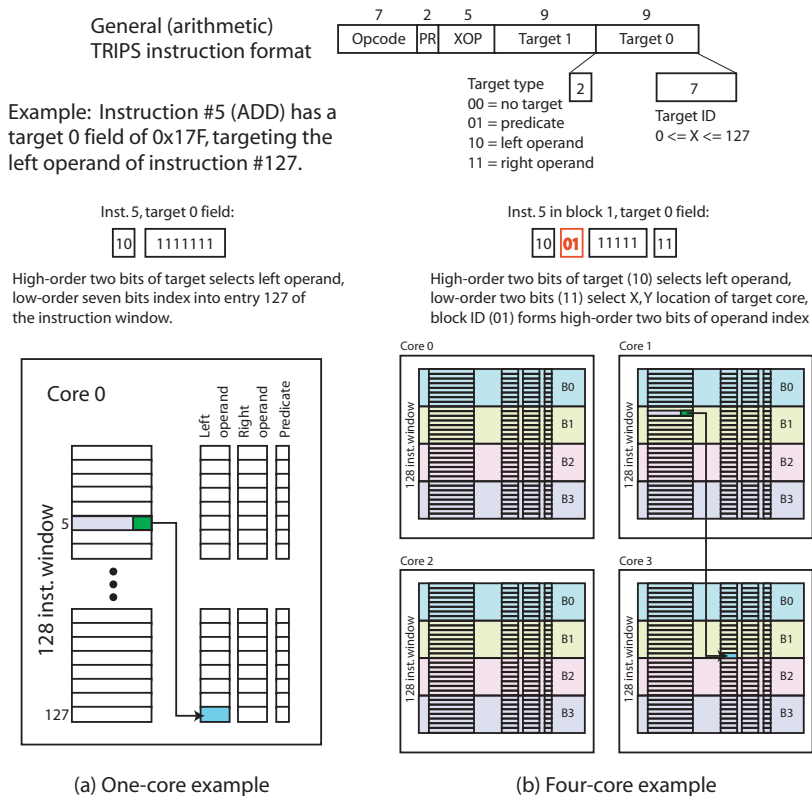 General (arithmetic)
TRIPS instruction format
7 2 5 9 9
Opcode PR XOP Target 1 Target 0
Target type
00 = no target
01 = predicate
10 = left operand
11 = right operand
2
7
Target ID
0 <= X <= 127
Example: Instruction #5 (ADD) has a
target 0 field of 0x17F, targeting the
left operand of instruction #127.
Inst. 5, target 0 field:
10 1111111
High-order two bits of target selects left operand,
low-order seven bits index into entry 127 of
the instruction window.
Inst. 5 in block 1, target 0 field:
10 01 11111 11
High-order two bits of target (10) selects left operand,
low-order two bits (11) select X, Y location of target core,
block ID (01) forms high-order two bits of operand index
Core 0
Left
operand
Right
operand
Predicate
128 inst. window
5
127
(a) One-core example
Core 0
128 inst. window
B0
B1
B2
B3
Core 1
128 inst. window
B0
B1
B2
B3
Core 2
128 inst. window
B0
B1
B2
B3
Core 3
128 inst. window
B0
B1
B2
B3
(b) Four-core example